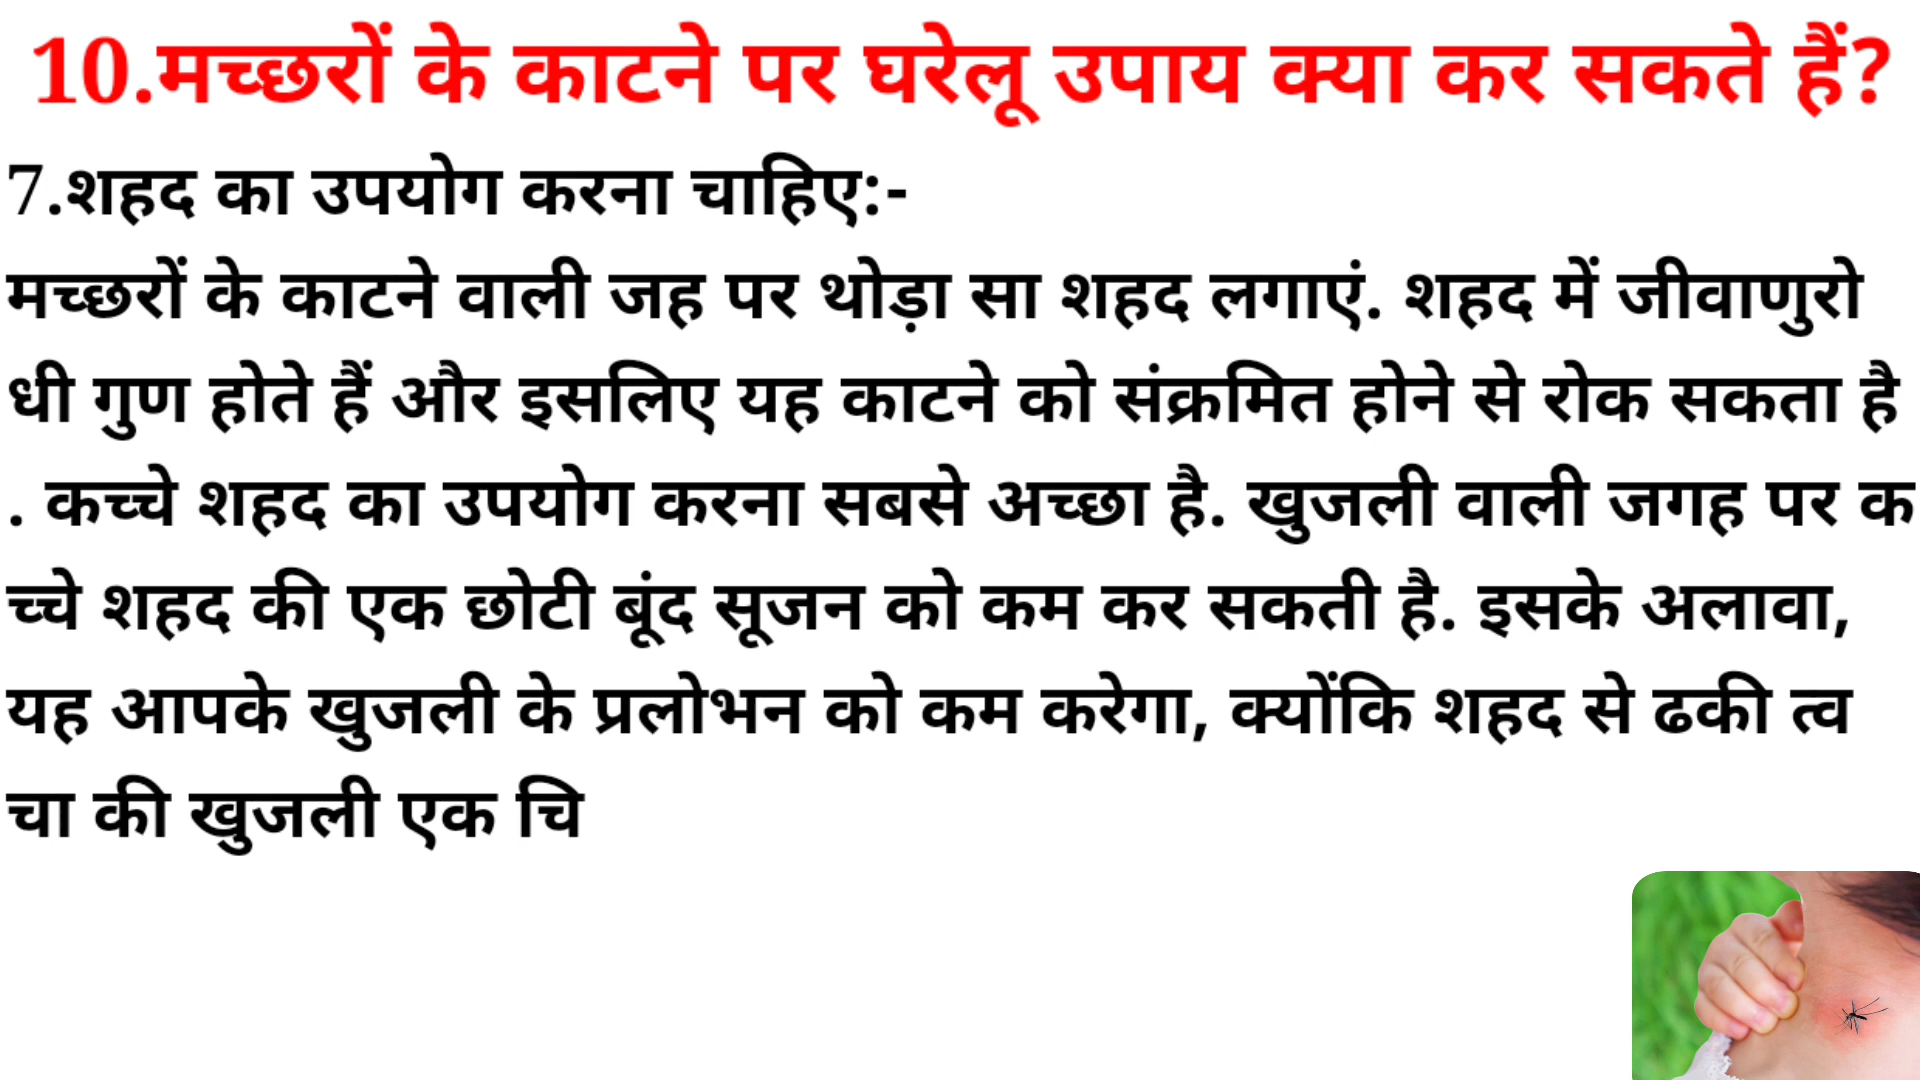 10.मच्छरों के काटने पर घरेलू उपाय क्या कर सकते हैं?
7.शहद का उपयोग करना चाहिए:-
मच्छरों के काटने वाली जह पर थोड़ा सा शहद लगाएं. शहद में जीवाणुरो
धी गुण होते हैं और इसलिए यह काटने को संक्रमित होने से रोक सकता है
. कच्चे शहद का उपयोग करना सबसे अच्छा है. खुजली वाली जगह पर क
च्चे शहद की एक छोटी बूंद सूजन को कम कर सकती है. इसके अलावा,
यह आपके खुजली के प्रलोभन को कम करेगा, क्योंकि शहद से ढकी त्व
चा की खुजली एक चि